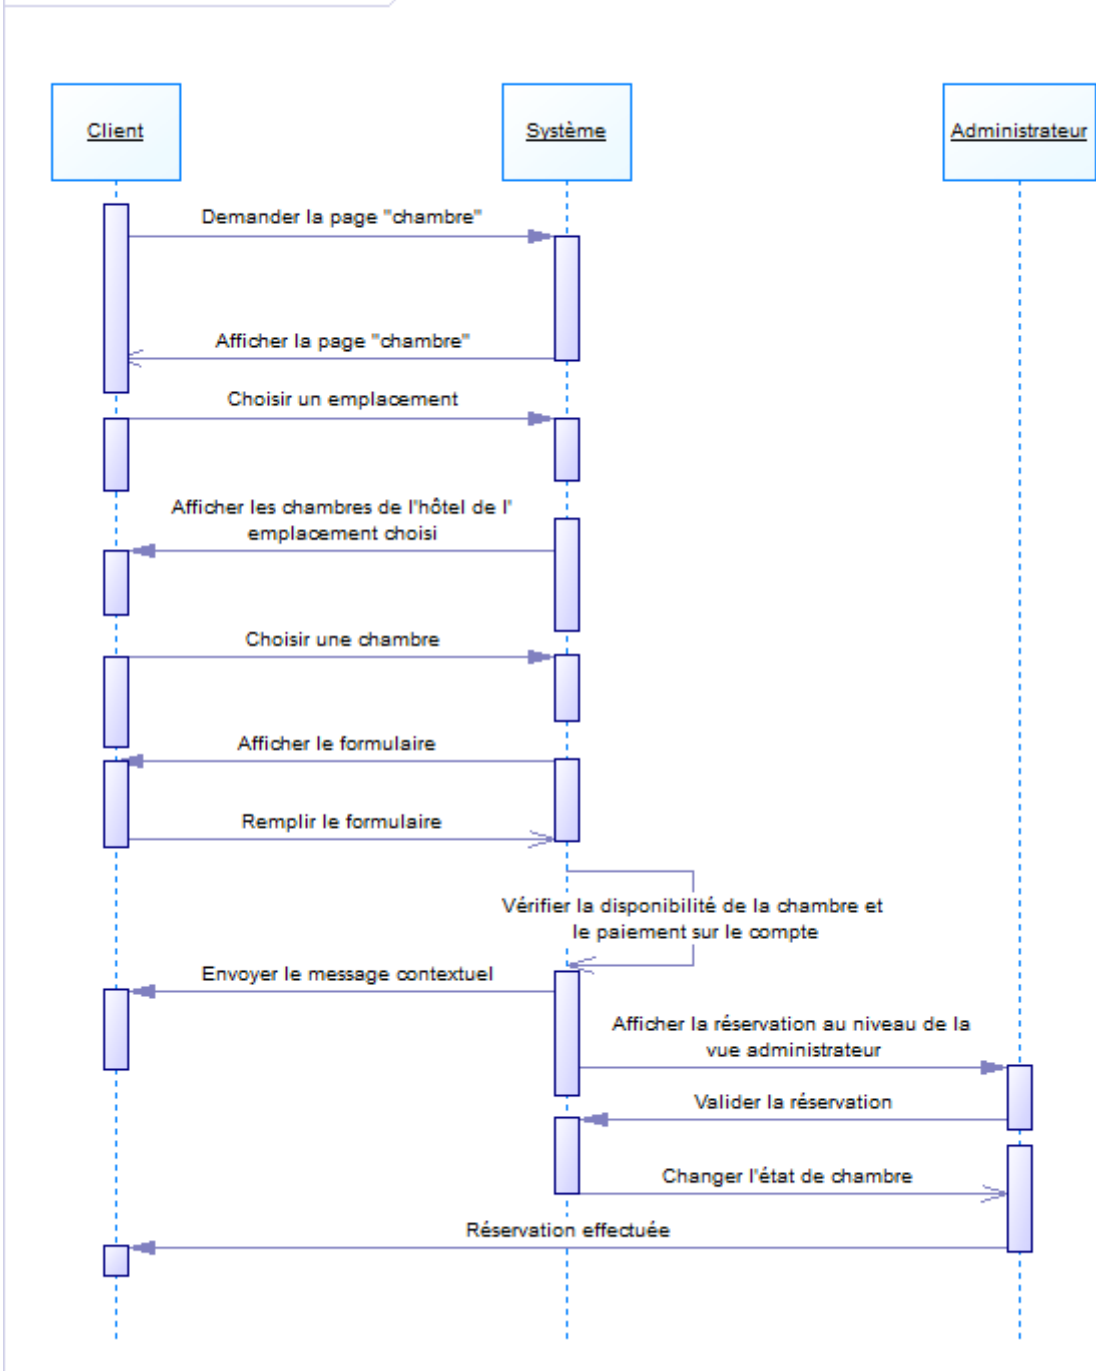 Client
Système
Administrateur
Demander la page "chambre"
Afficher la page "chambre"
Choisir un emplacement
Afficher les chambres de l'hôtel de l'
emplacement choisi
Choisir une chambre
Afficher le formulaire
Remplir le formulaire
Vérifier la disponibilité de la chambre et
le paiement sur le compte
Envoyer le message contextuel
Afficher la réservation au niveau de la
vue administrateur
Valider la réservation
Changer l'état de chambre
Réservation effectuée